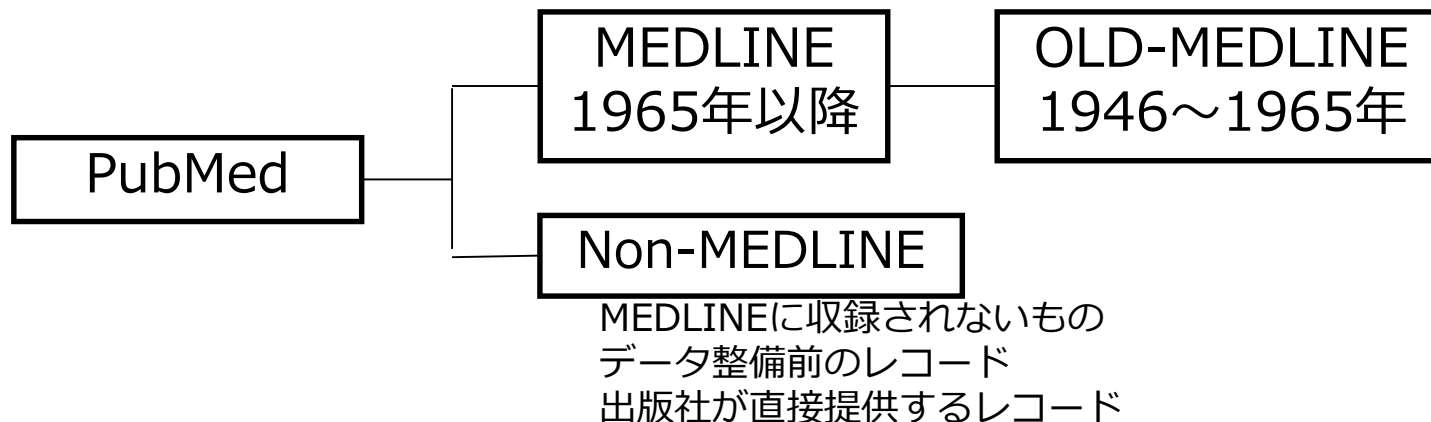 PubMed
MEDLINE
1965年以降
OLD-MEDLINE
1946～1965年
Non-MEDLINE
MEDLINEに収録されないもの
データ整備前のレコード
出版社が直接提供するレコード